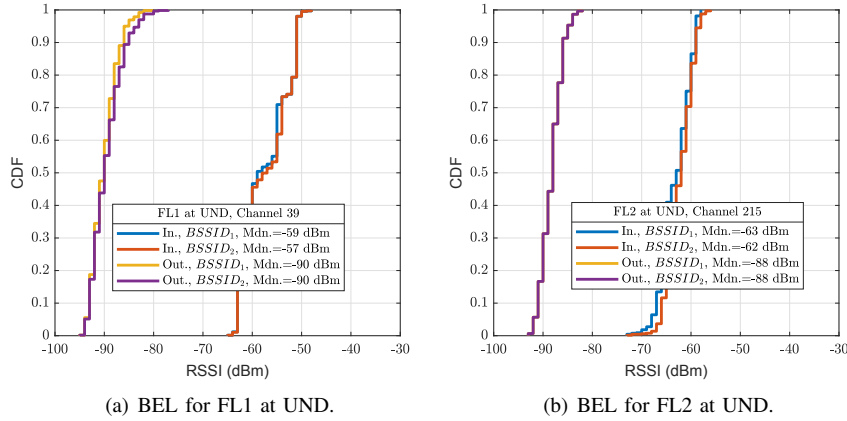 CDF
1
0.9
0.8
0.7
0.6
0.5
0.4
0.3
0.2
0.1
0
FL1 at UND, Channel 39
In., BSSID₁, Mdn.=-59 dBm
In., BSSID₂, Mdn.=-57 dBm
Out., BSSID₁, Mdn.=-90 dBm
Out., BSSID₂, Mdn.=-90 dBm
-100 -90 -80 -70 -60 -50 -40 -30
RSSI (dBm)
(a) BEL for FL1 at UND.
CDF
1
0.9
0.8
0.7
0.6
0.5
0.4
0.3
0.2
0.1
0
FL2 at UND, Channel 215
In., BSSID₁, Mdn.=-63 dBm
In., BSSID₂, Mdn.=-62 dBm
Out., BSSID₁, Mdn.=-88 dBm
Out., BSSID₂, Mdn.=-88 dBm
-100 -90 -80 -70 -60 -50 -40 -30
RSSI (dBm)
(b) BEL for FL2 at UND.